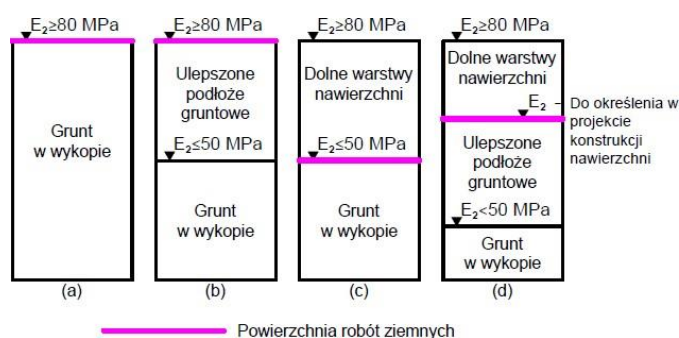 E₂≥80 MPa
Grunt
w wykopie
(a)
E₂≥80 MPa
Ulepszone
podłoże
gruntowe
E₂≤50 MPa
Grunt
w wykopie
(b)
E₂≥80 MPa
Dolne warstwy
nawierzchni
E₂≤50 MPa
Grunt
w wykopie
(c)
E₂≥80 MPa
Dolne warstwy
nawierzchni
E₂ – Do określenia w
projekcie
konstrukcji
nawierzchni
Ulepszone
podłoże
gruntowe
E₂<50 MPa
Grunt
w wykopie
(d)
Powierzchnia robót ziemnych